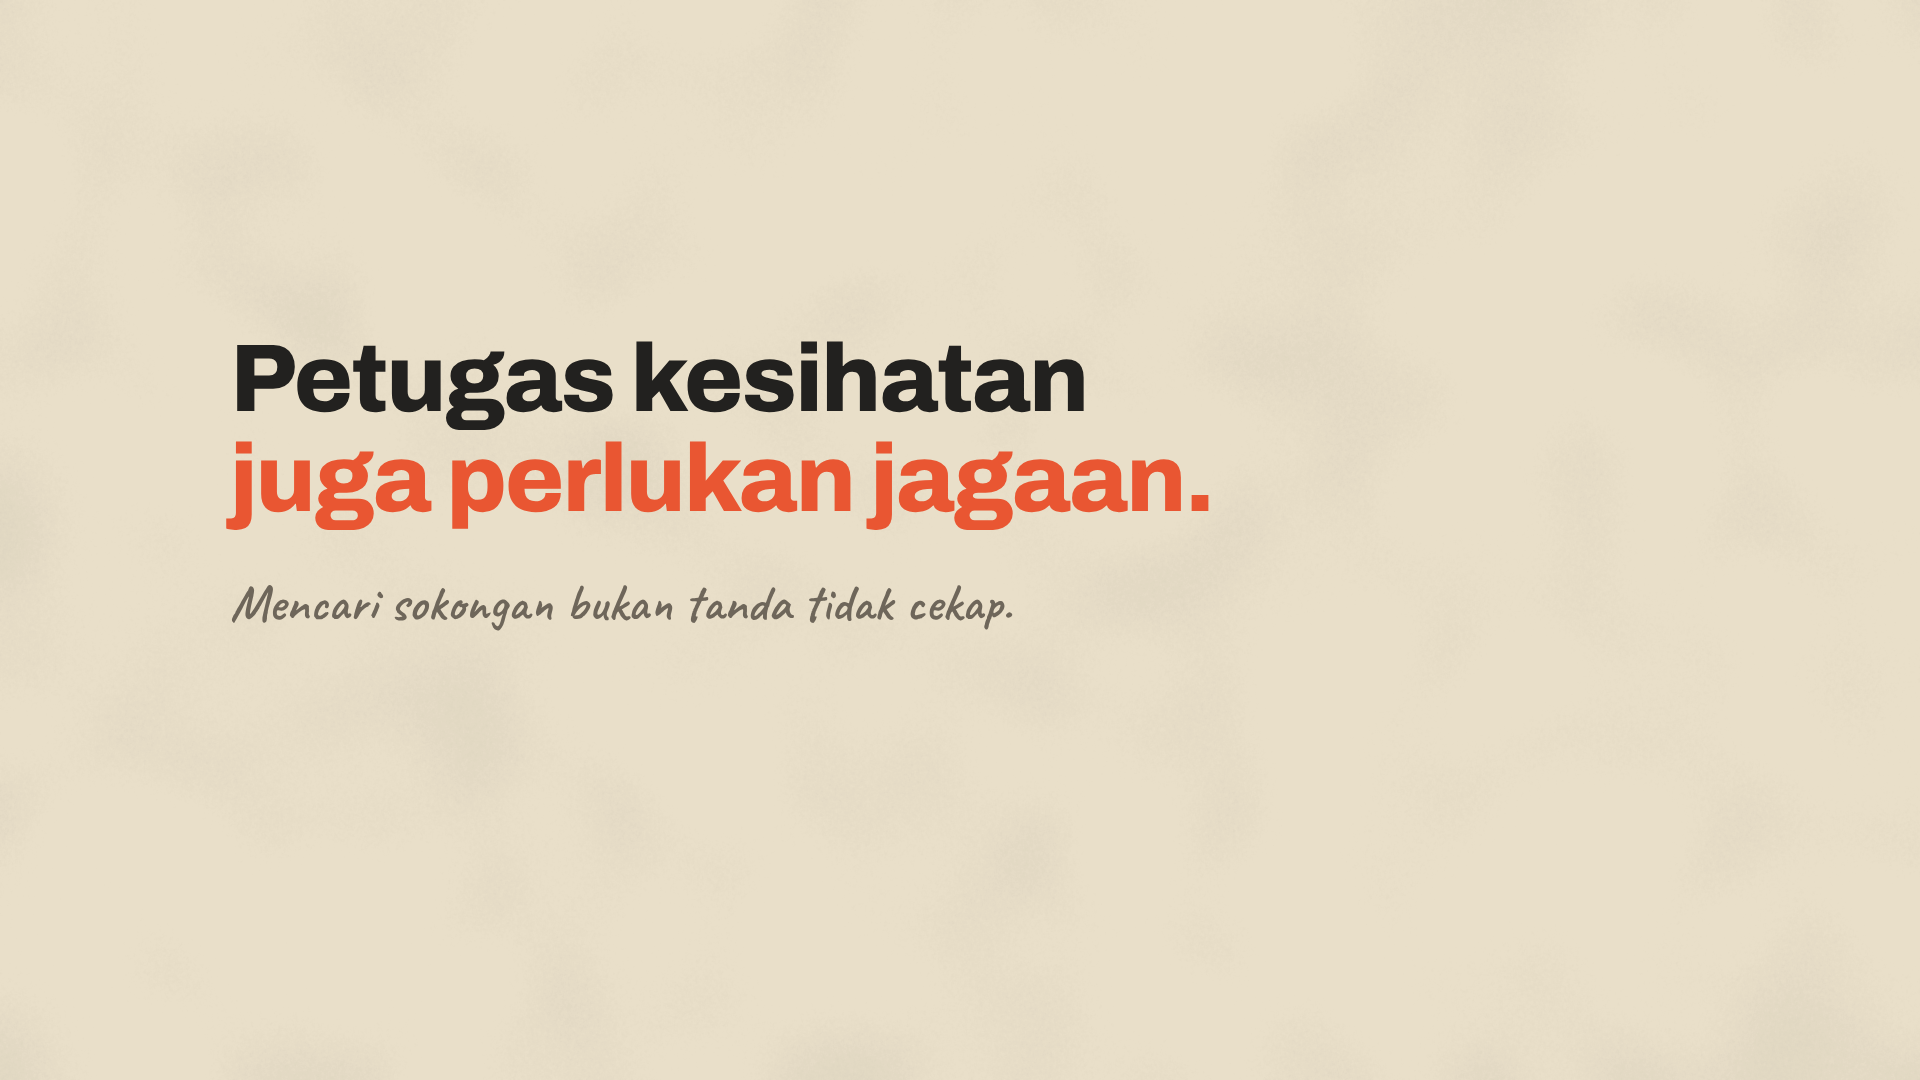 Petugas kesihatan
juga perlukan jagaan.
Mencari sokongan bukan tanda tidak cekap.